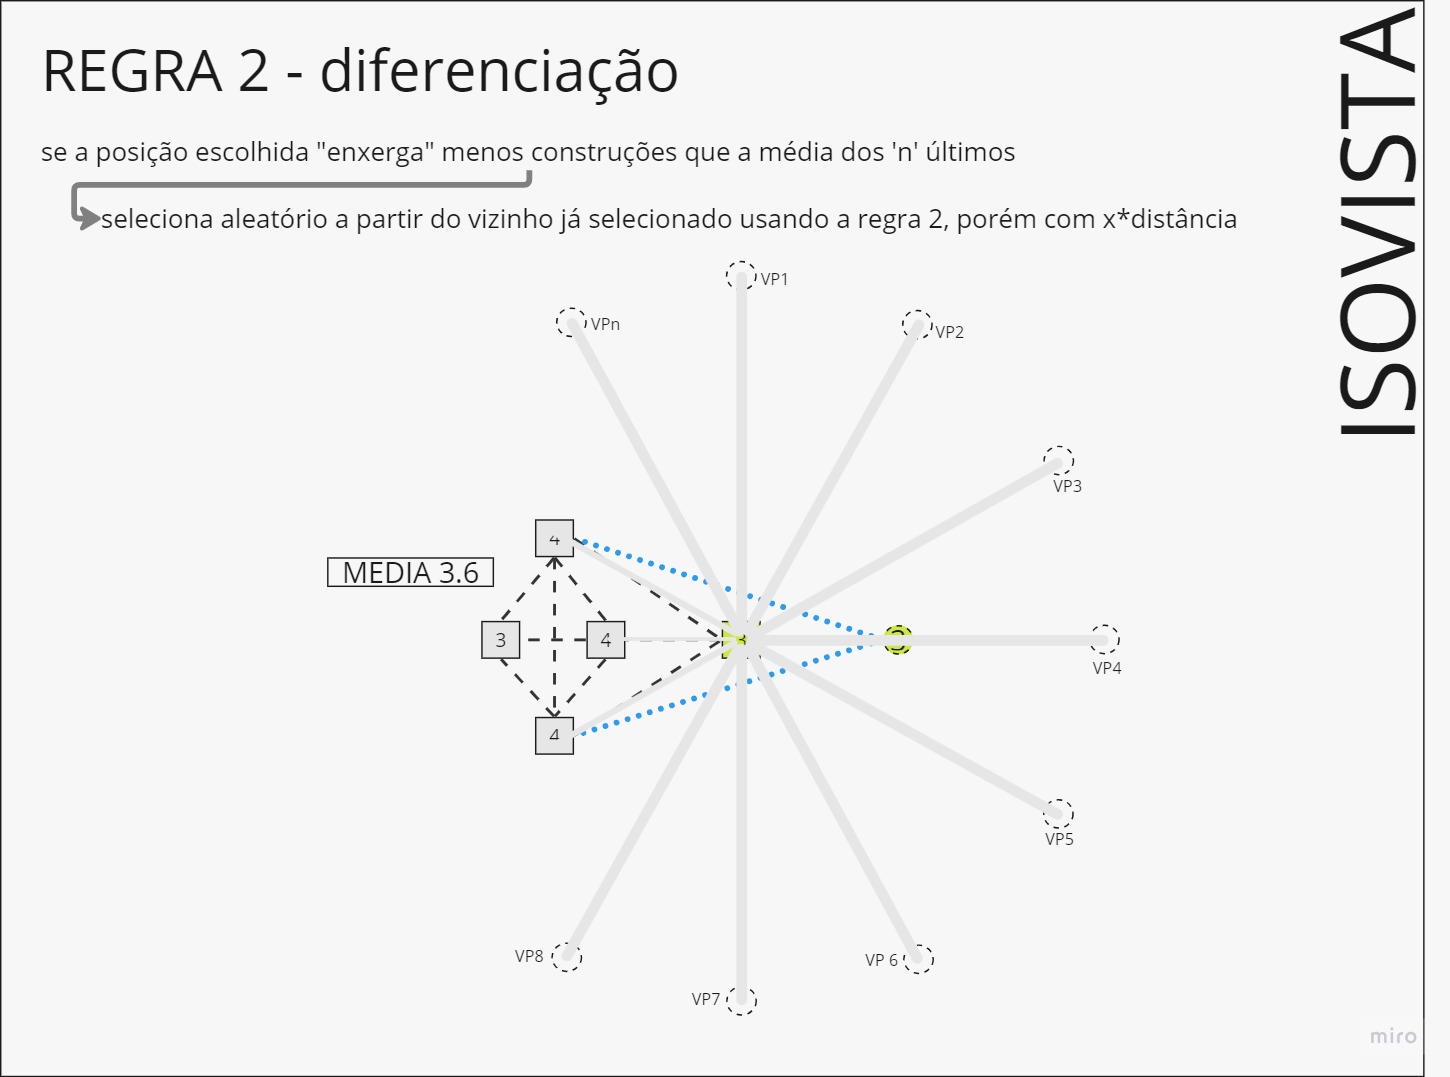 REGRA 2 - diferenciação
ISOVISTA
se a posição escolhida "enxerga" menos construções que a média dos 'n' últimos
seleciona aleatório a partir do vizinho já selecionado usando a regra 2, porém com x*distância
VP1
VPn
VP2
VP3
4
MEDIA 3.6
3
4
VP4
4
VP5
VP8
VP 6
VP7
miro